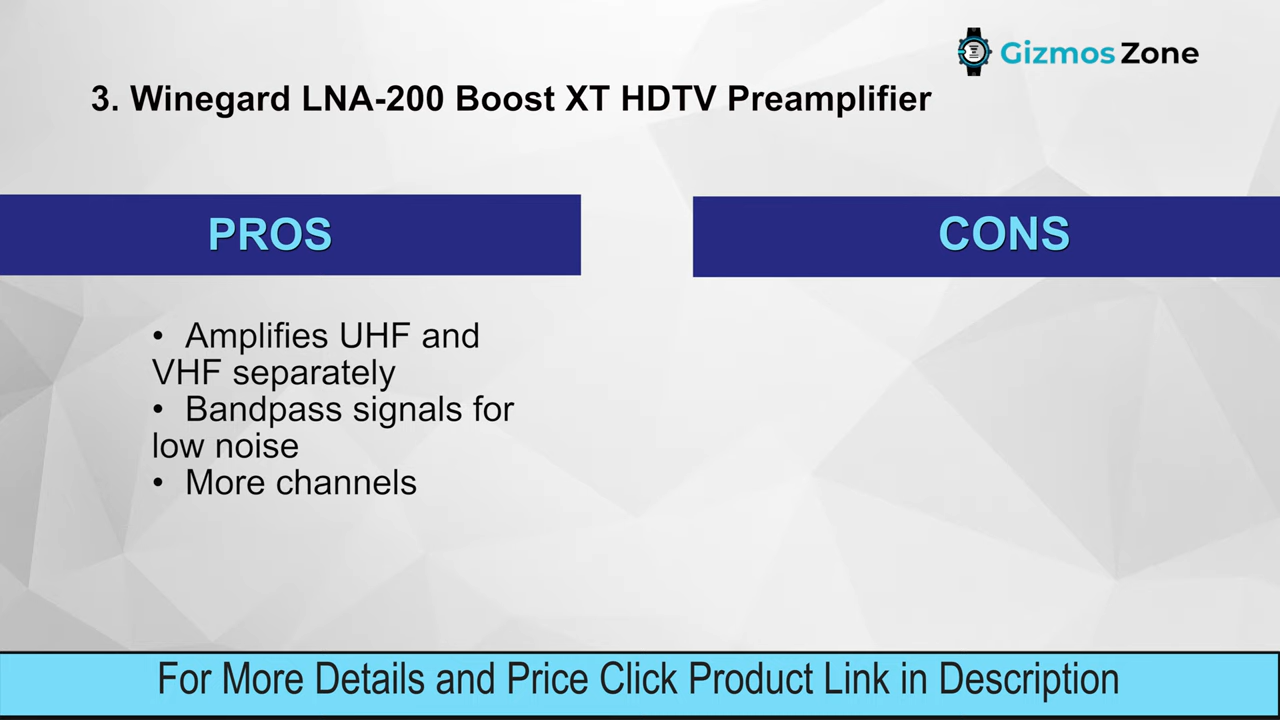 Gizmos Zone
3. Winegard LNA-200 Boost XT HDTV Preamplifier
PROS
CONS
• Amplifies UHF and
VHF separately
• Bandpass signals for
low noise
• More channels
For More Details and Price Click Product Link in Description